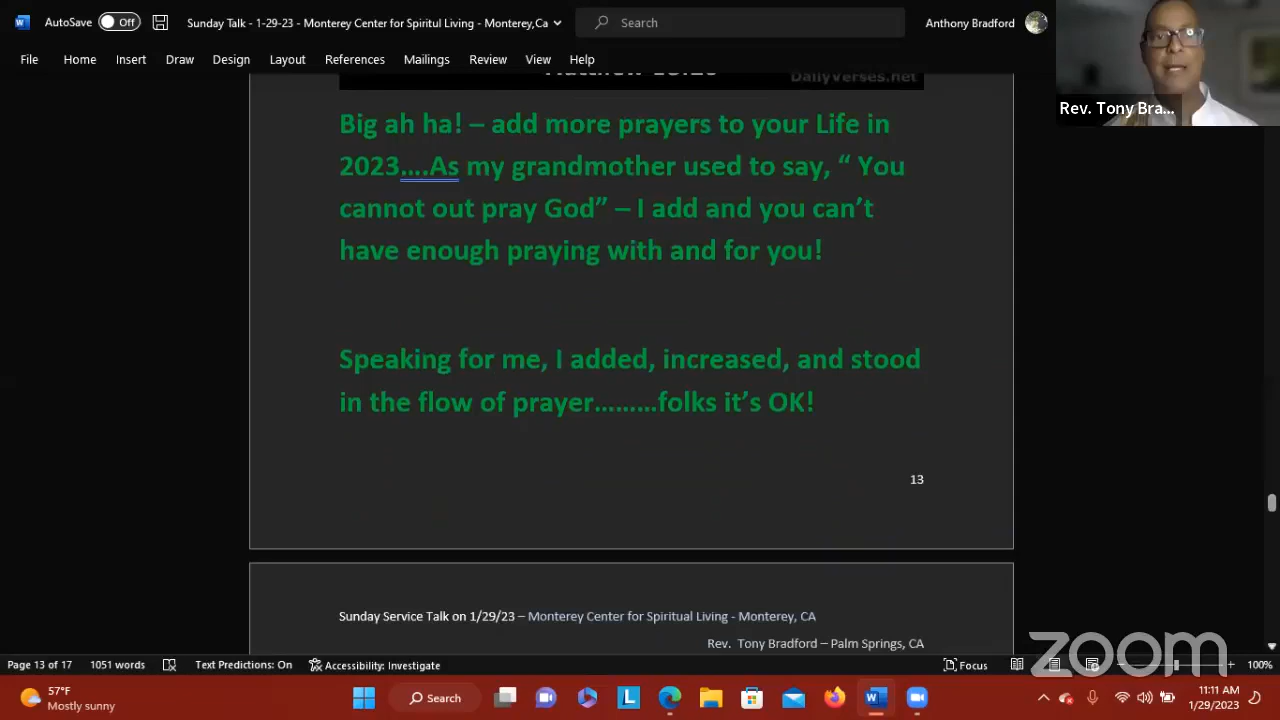 AutoSave Off Sunday Talk - 1-29-23 - Monterey Center for Spiritul Living - Monterey,Ca Search Anthony Bradford
File Home Insert Draw Design Layout References Mailings Review View Help
Rev. Tony Bra...
DailyVerses.net
Big ah ha! – add more prayers to your Life in
2023….As my grandmother used to say, “ You
cannot out pray God” – I add and you can’t
have enough praying with and for you!
Speaking for me, I added, increased, and stood
in the flow of prayer………folks it’s OK!
13
Sunday Service Talk on 1/29/23 – Monterey Center for Spiritual Living - Monterey, CA
Rev. Tony Bradford – Palm Springs, CA
zoom
Page 13 of 17 1051 words Text Predictions: On Accessibility: Investigate Focus 100%
57°F
Mostly sunny
Search
11:11 AM
1/29/2023